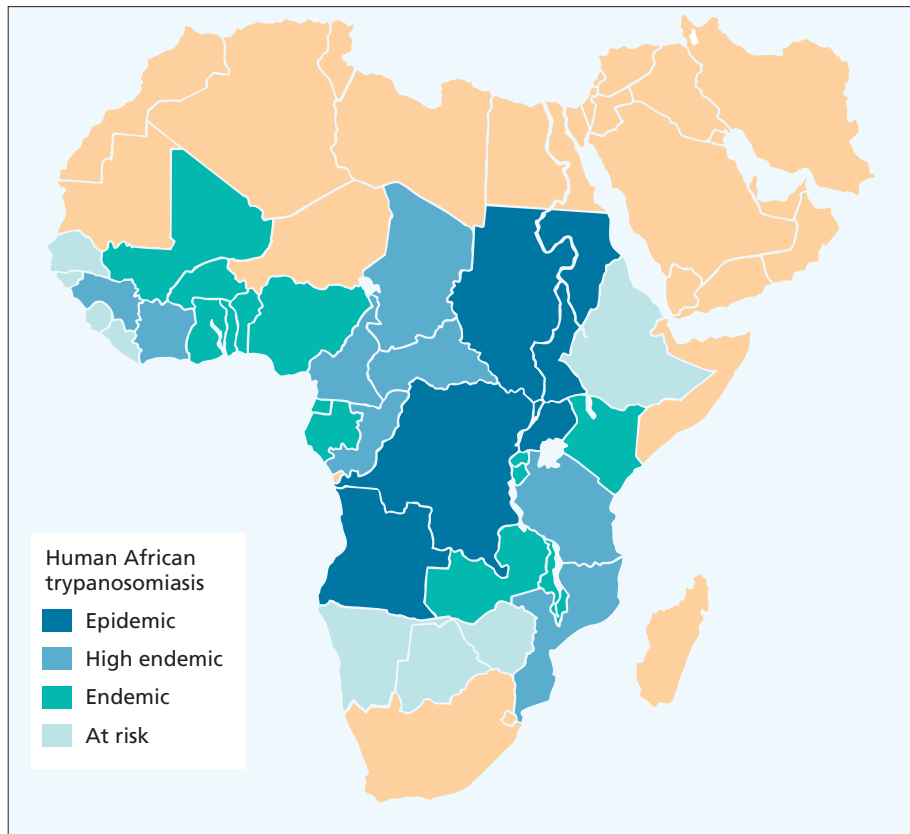 Human African
trypanosomiasis
Epidemic
High endemic
Endemic
At risk